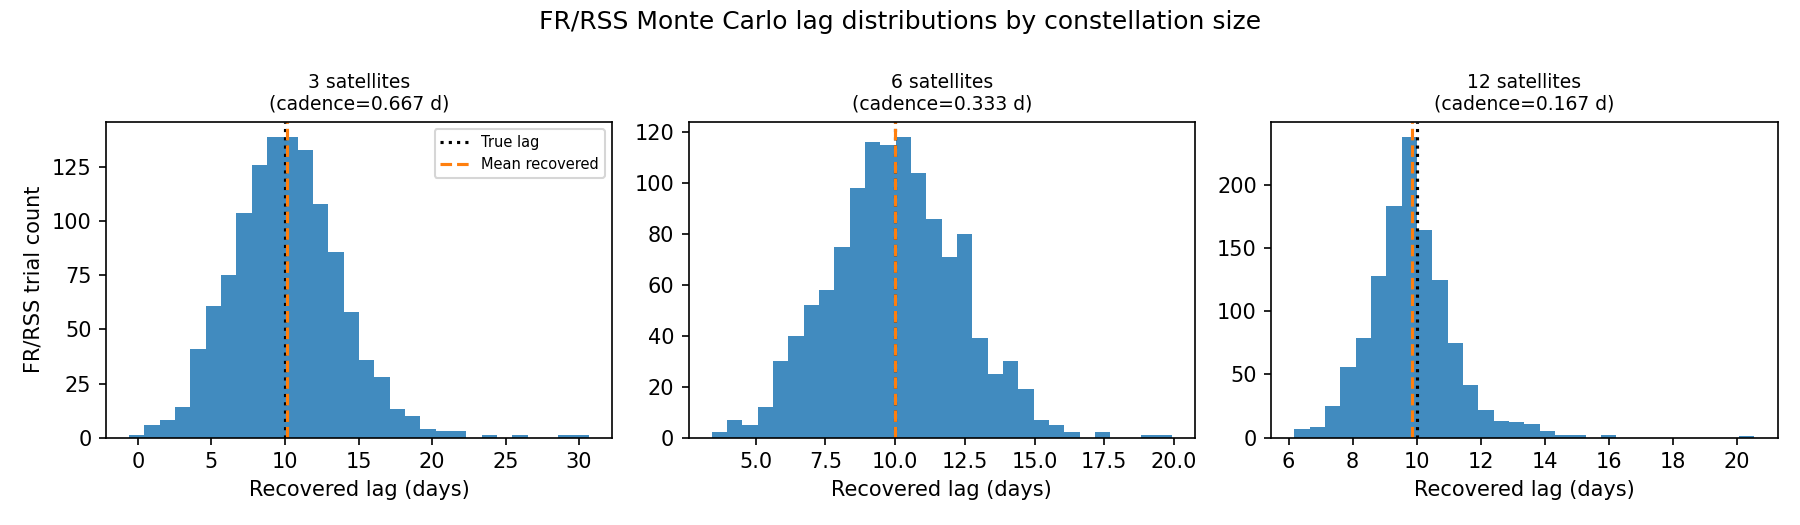 FR/RSS Monte Carlo lag distributions by constellation size
3 satellites
(cadence=0.667 d)
True lag
Mean recovered
FR/RSS trial count
125
100
75
50
25
0
0 5 10 15 20 25 30
Recovered lag (days)
6 satellites
(cadence=0.333 d)
120
100
80
60
40
20
0
5.0 7.5 10.0 12.5 15.0 17.5 20.0
Recovered lag (days)
12 satellites
(cadence=0.167 d)
200
150
100
50
0
6 8 10 12 14 16 18 20
Recovered lag (days)